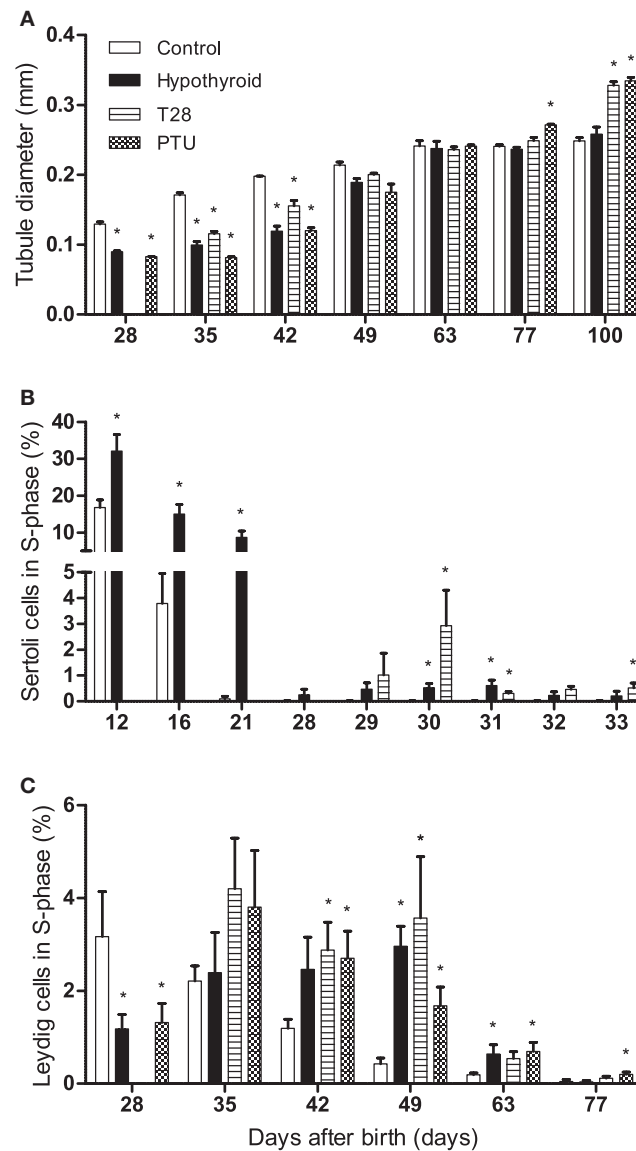 A
Tubule diameter (mm)
0.4
0.3
0.2
0.1
0.0
Control
Hypothyroid
T28
PTU
* * * * * * * * * * * *
28 35 42 49 63 77 100
B
Sertoli cells in S-phase (%)
40
30
20
10
5
4
3
2
1
0
* * * * * * * *
12 16 21 28 29 30 31 32 33
C
Leydig cells in S-phase (%)
6
4
2
0
* * * * * * * * * *
28 35 42 49 63 77
Days after birth (days)